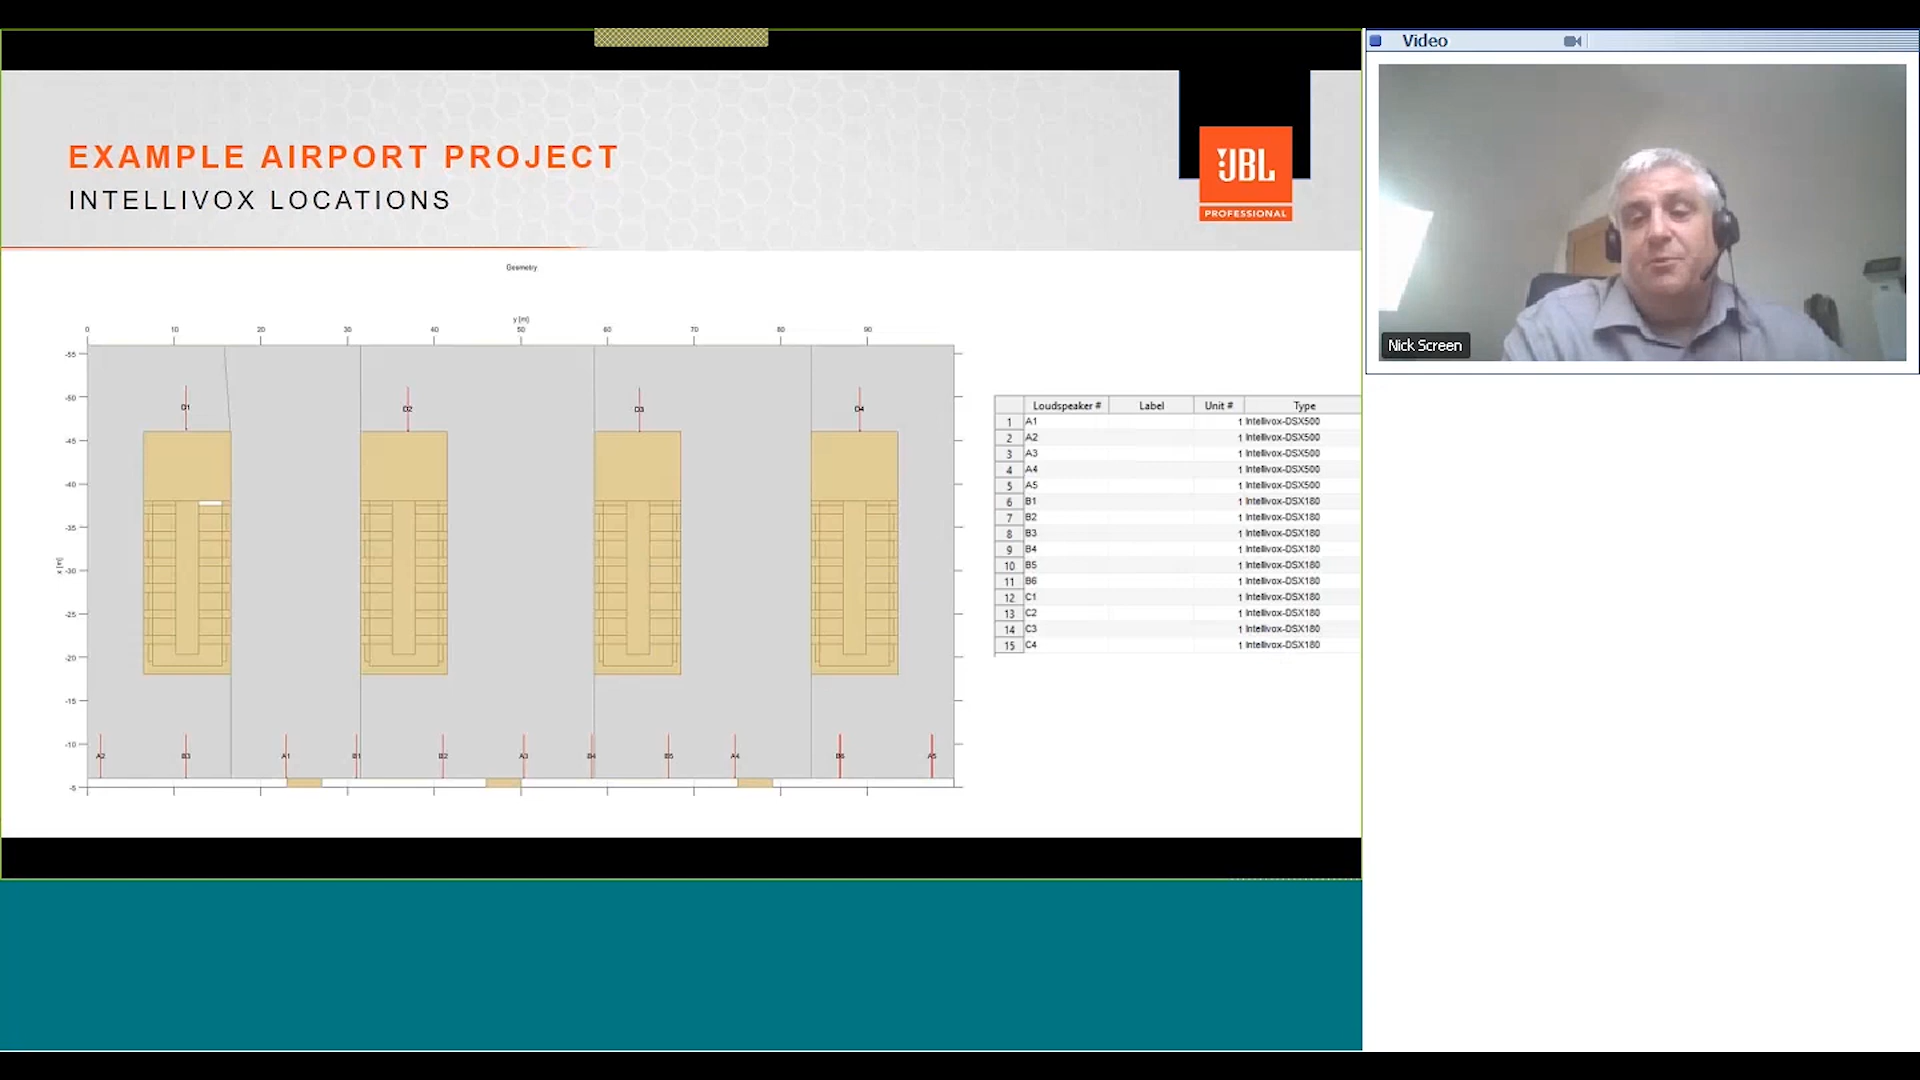 Video
EXAMPLE AIRPORT PROJECT
INTELLIVOX LOCATIONS
JBL
PROFESSIONAL
Nick Screen
Geometry
y [m]
0 10 20 30 40 50 60 70 80 90
-55
-50
-45
-40
-35
x [m]
-30
-25
-20
-15
-10
-5
D1 D2 D3 D4
A2 B3 A1 B1 B2 A3 B4 B5 A4 B6 A5
Loudspeaker # Label Unit # Type
1 A1 1 Intellivox-DSX500
2 A2 1 Intellivox-DSX500
3 A3 1 Intellivox-DSX500
4 A4 1 Intellivox-DSX500
5 A5 1 Intellivox-DSX500
6 B1 1 Intellivox-DSX180
7 B2 1 Intellivox-DSX180
8 B3 1 Intellivox-DSX180
9 B4 1 Intellivox-DSX180
10 B5 1 Intellivox-DSX180
11 B6 1 Intellivox-DSX180
12 C1 1 Intellivox-DSX180
13 C2 1 Intellivox-DSX180
14 C3 1 Intellivox-DSX180
15 C4 1 Intellivox-DSX180